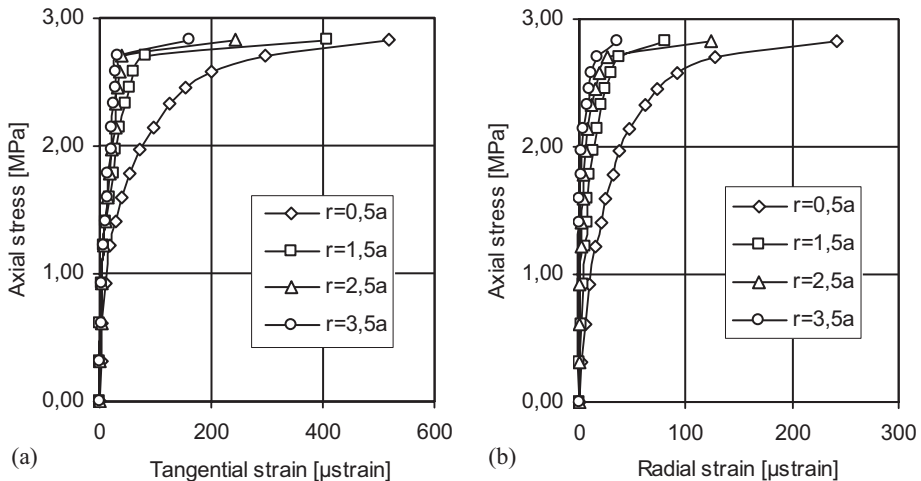 3,00
2,00
1,00
0,00
Axial stress [MPa]
r=0,5a
r=1,5a
r=2,5a
r=3,5a
0 200 400 600
(a) Tangential strain [µstrain]
3,00
2,00
1,00
0,00
Axial stress [MPa]
r=0,5a
r=1,5a
r=2,5a
r=3,5a
0 100 200 300
(b) Radial strain [µstrain]